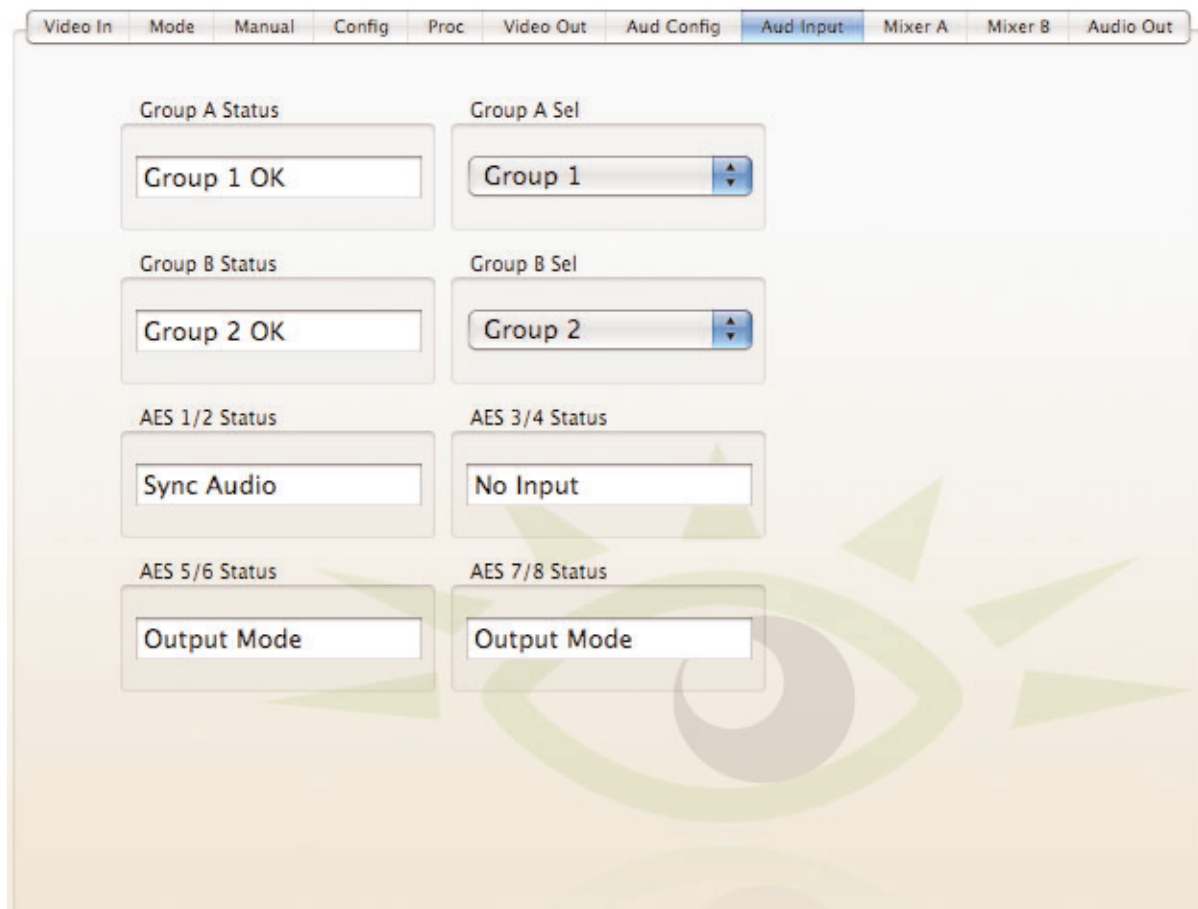 Video In Mode Manual Config Proc Video Out Aud Config Aud Input Mixer A Mixer B Audio Out
Group A Status Group A Sel
Group 1 OK Group 1
Group B Status Group B Sel
Group 2 OK Group 2
AES 1/2 Status AES 3/4 Status
Sync Audio No Input
AES 5/6 Status AES 7/8 Status
Output Mode Output Mode